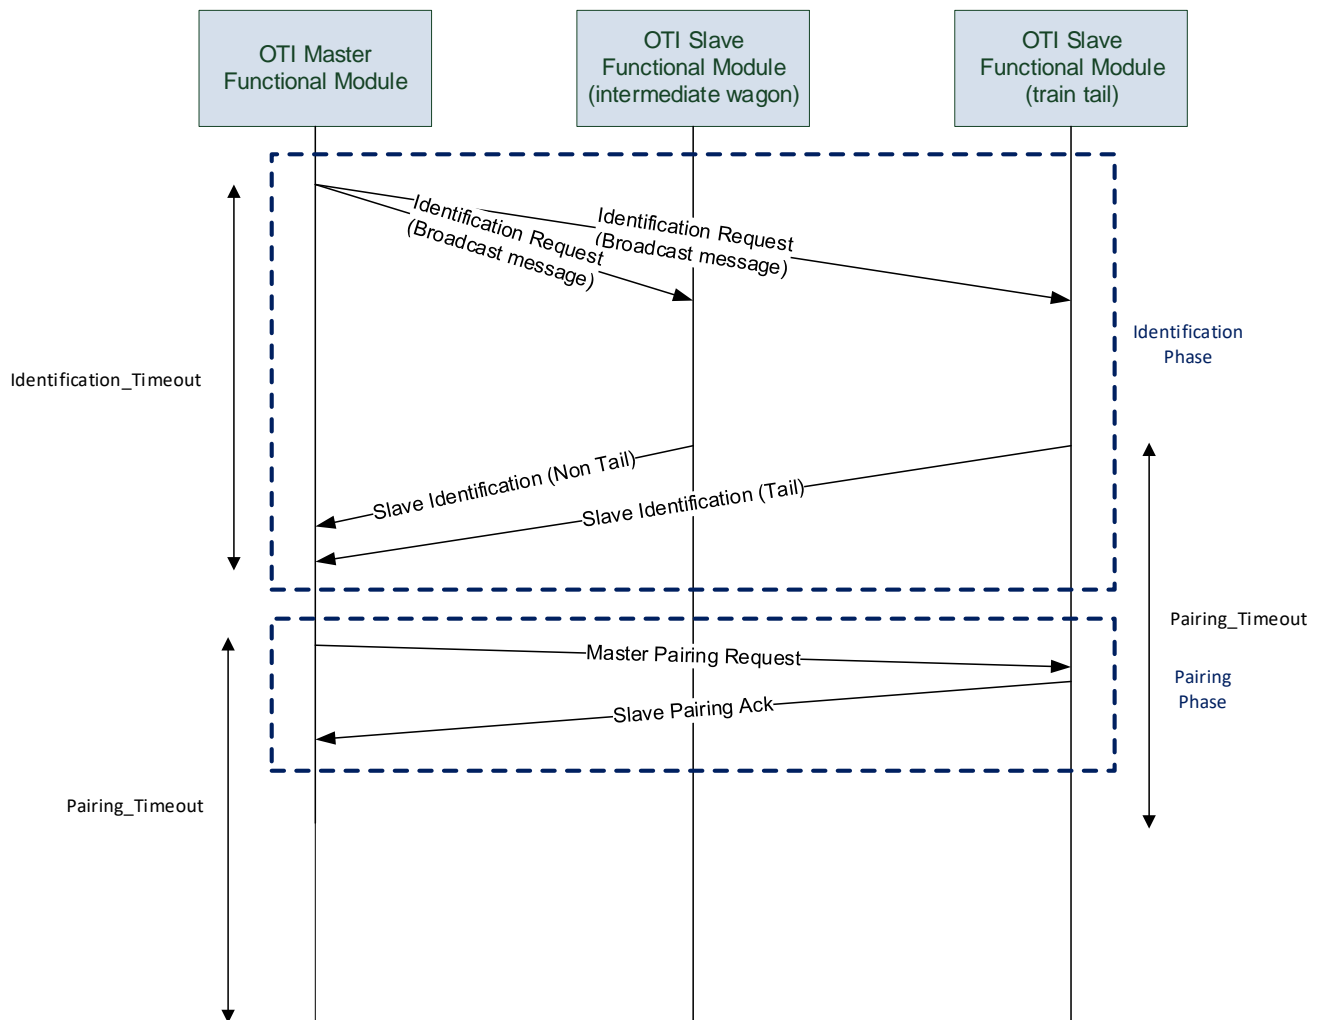 OTI Master
Functional Module
OTI Slave
Functional Module
(intermediate wagon)
OTI Slave
Functional Module
(train tail)
Identification Request
(Broadcast message)
Identification Request
(Broadcast message)
Identification
Phase
Identification_Timeout
Slave Identification (Non Tail)
Slave Identification (Tail)
Pairing_Timeout
Master Pairing Request
Pairing
Phase
Slave Pairing Ack
Pairing_Timeout